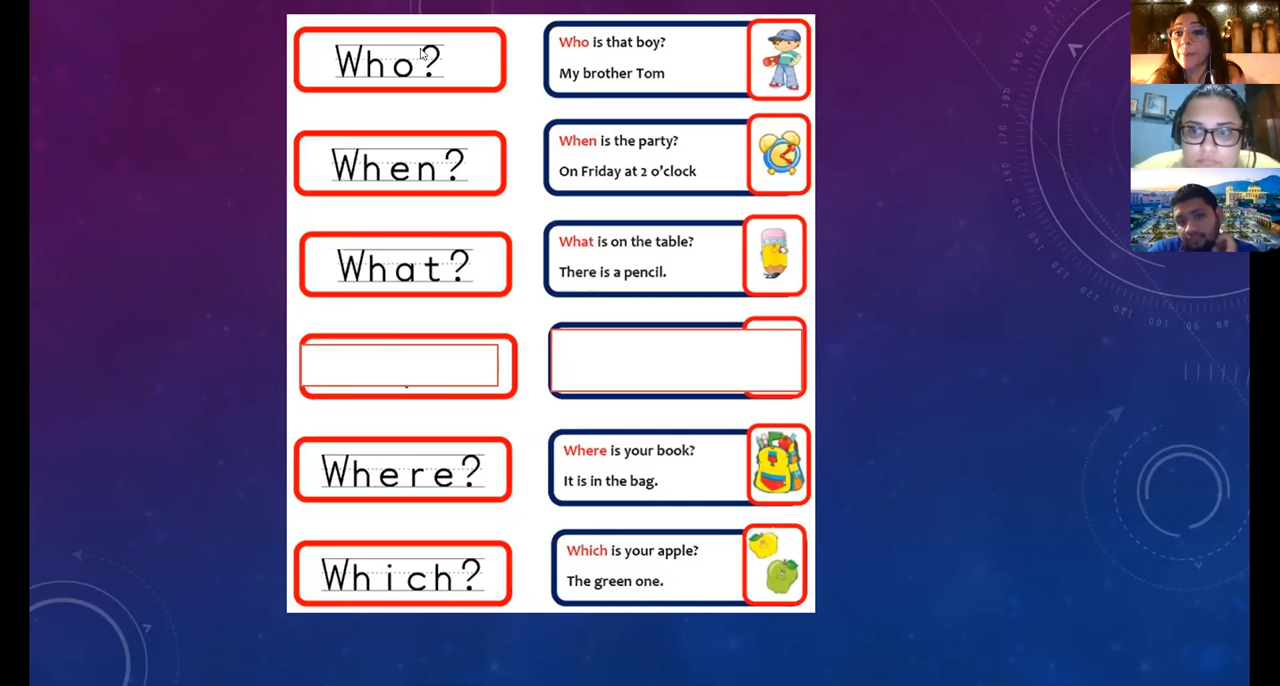 Who?
Who is that boy?
My brother Tom
When?
When is the party?
On Friday at 2 o'clock
What?
What is on the table?
There is a pencil.
Where?
Where is your book?
It is in the bag.
Which?
Which is your apple?
The green one.